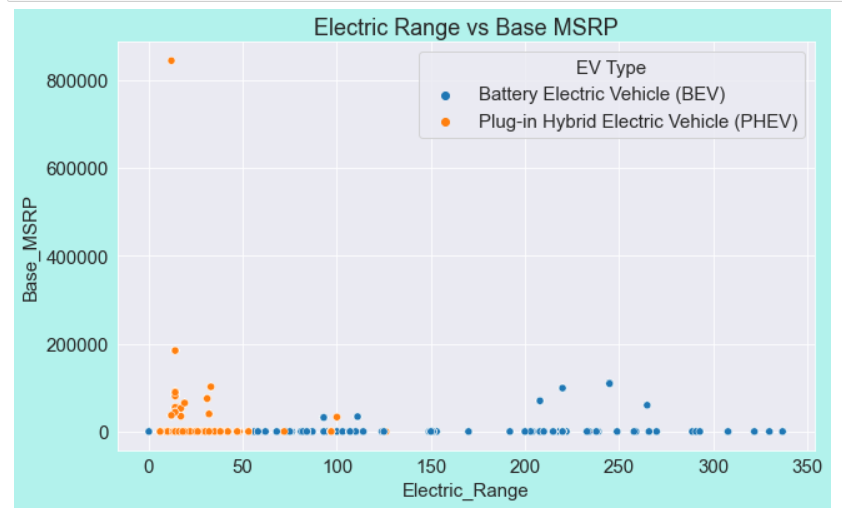 Electric Range vs Base MSRP
EV Type
Battery Electric Vehicle (BEV)
Plug-in Hybrid Electric Vehicle (PHEV)
Base_MSRP
800000
600000
400000
200000
0
0 50 100 150 200 250 300 350
Electric_Range